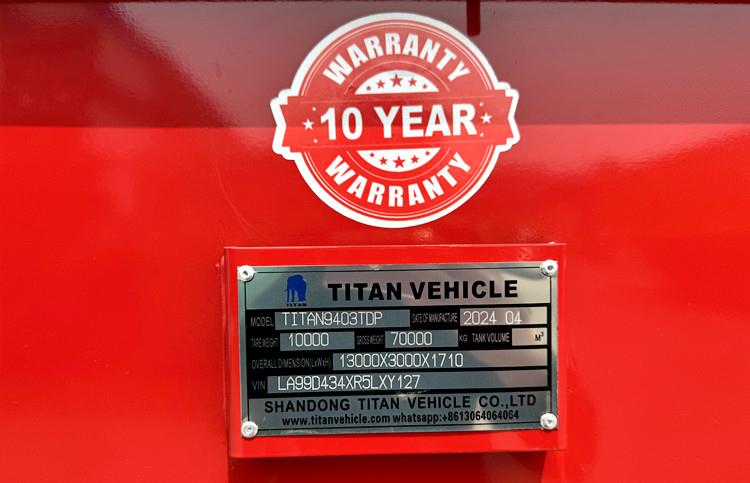 WARRANTY
10 YEAR
WARRANTY
TITAN
TITAN VEHICLE
MODEL TITAN9403TDP DATE OF MANUFACTURE 2024 04
TARE WEIGHT 10000 GROSS WEIGHT 70000 KG TANK VOLUME M³
OVERALL DIMENSION(LxWxH) 13000X3000X1710
VIN LA99D434XR5LXY127
SHANDONG TITAN VEHICLE CO.,LTD
www.titanvehicle.com whatsapp:+8613064064064